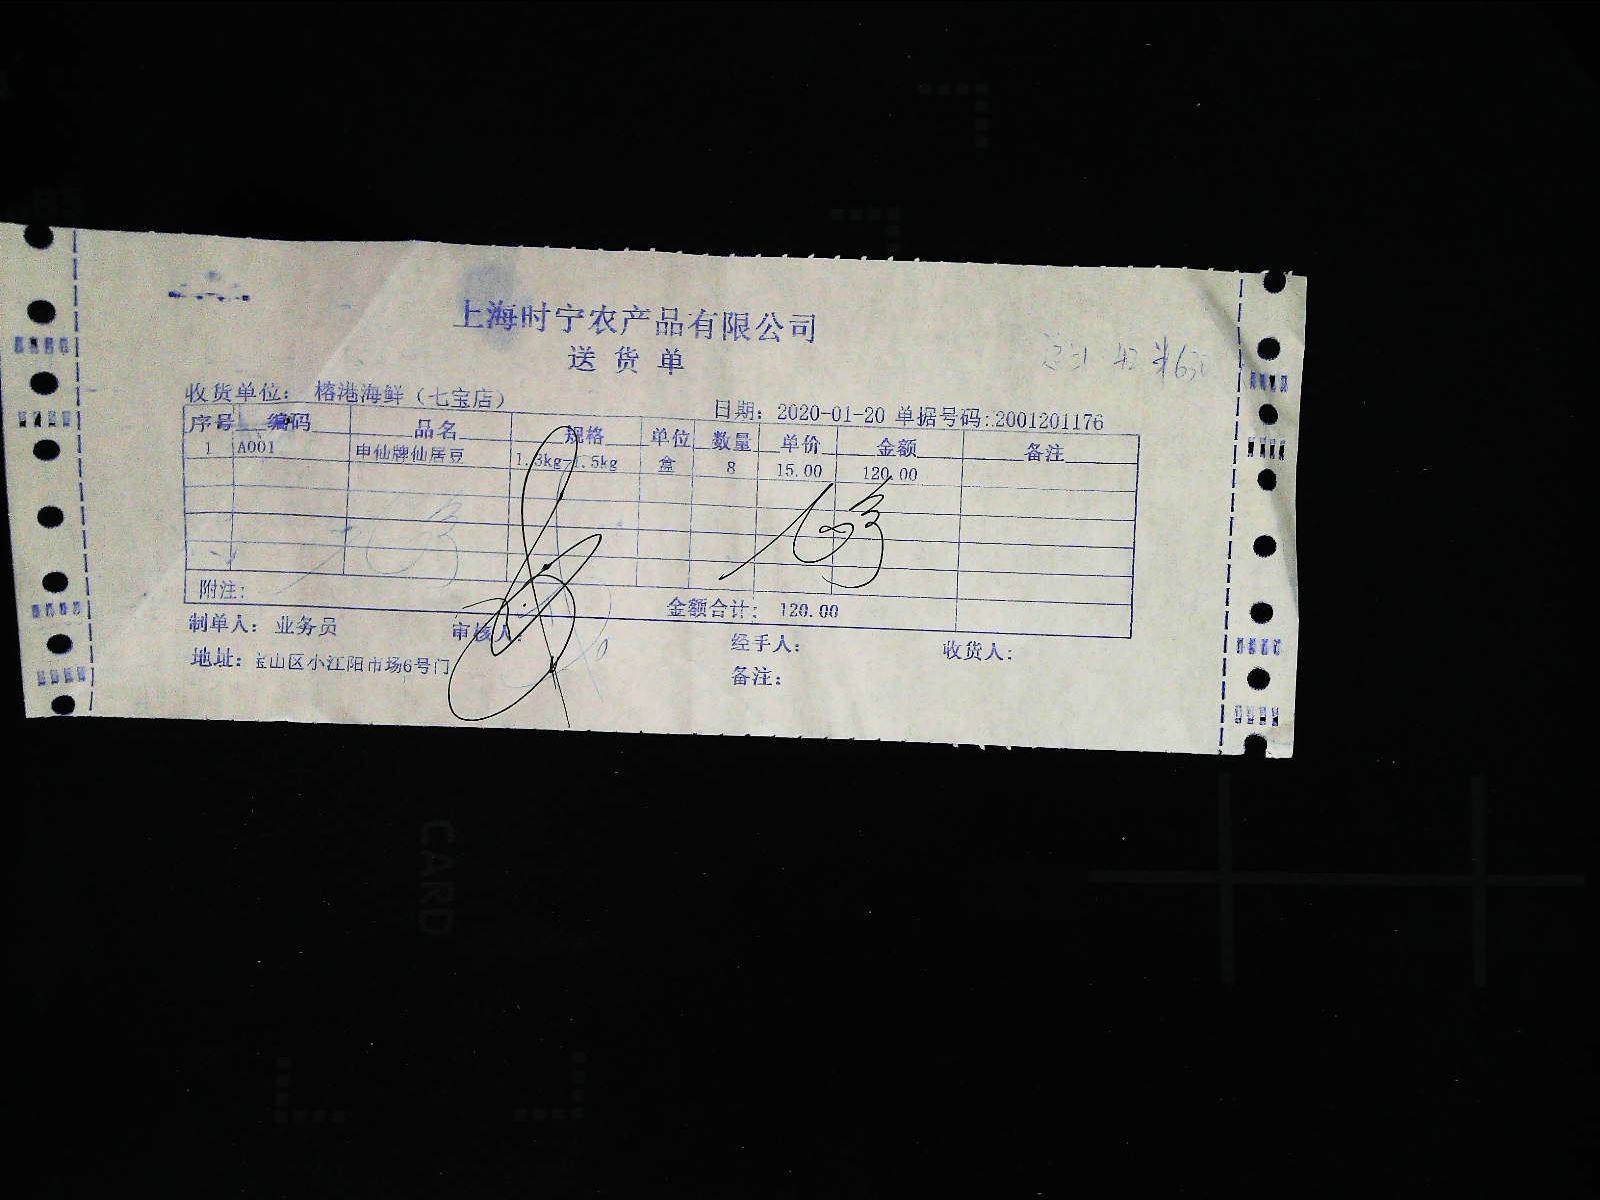 上海时宁农产品有限公司
送货单
收货单位： 榕港海鲜（七宝店）
日期： 2020-01-20 单据号码:2001201176
序号 编码 品名 规格 单位 数量 单价 金额 备注
1 A001 申仙牌仙居豆 1.3kg-1.5kg 盒 8 15.00 120.00
附注：
金额合计： 120.00
制单人： 业务员 审核人： 经手人： 收货人：
地址：宝山区小江阳市场6号门
备注：
CARD